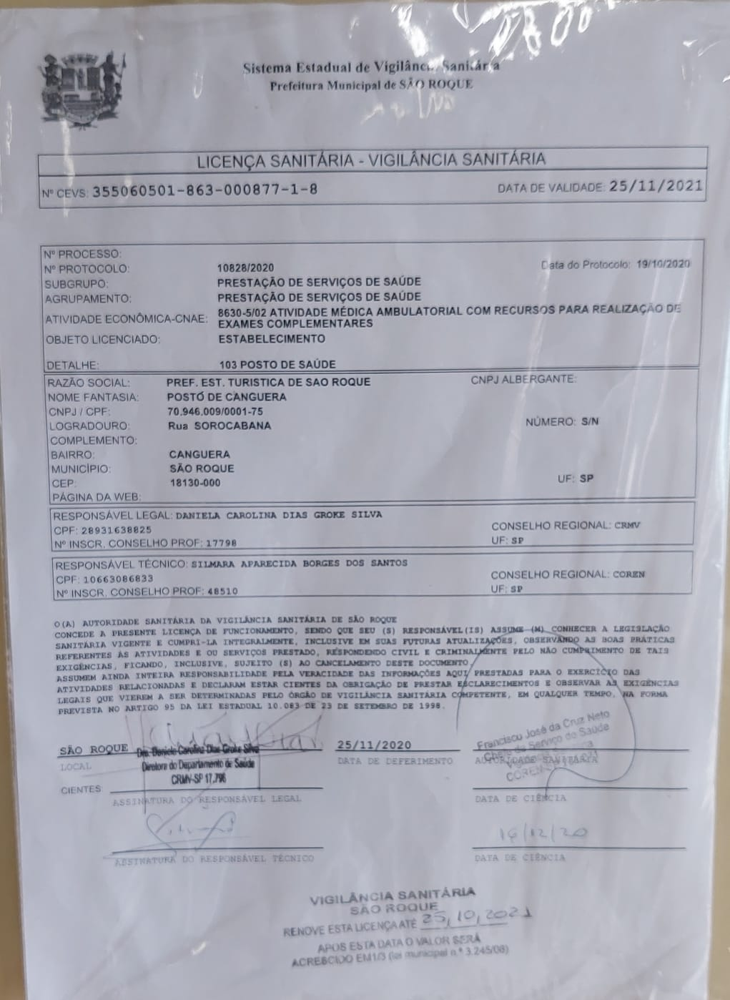 Sistema Estadual de Vigilância Sanitária
Prefeitura Municipal de SÃO ROQUE
LICENÇA SANITÁRIA - VIGILÂNCIA SANITÁRIA
Nº CEVS: 355060501-863-000877-1-8 DATA DE VALIDADE: 25/11/2021
Nº PROCESSO:
Nº PROTOCOLO: 10828/2020 Data do Protocolo: 19/10/2020
SUBGRUPO: PRESTAÇÃO DE SERVIÇOS DE SAÚDE
AGRUPAMENTO: PRESTAÇÃO DE SERVIÇOS DE SAÚDE
ATIVIDADE ECONÔMICA-CNAE: 8630-5/02 ATIVIDADE MÉDICA AMBULATORIAL COM RECURSOS PARA REALIZAÇÃO DE
EXAMES COMPLEMENTARES
OBJETO LICENCIADO: ESTABELECIMENTO
DETALHE: 103 POSTO DE SAÚDE
RAZÃO SOCIAL: PREF. EST. TURISTICA DE SAO ROQUE CNPJ ALBERGANTE:
NOME FANTASIA: POSTO DE CANGUERA
CNPJ / CPF: 70.946.009/0001-75
LOGRADOURO: Rua SOROCABANA NÚMERO: S/N
COMPLEMENTO:
BAIRRO: CANGUERA
MUNICÍPIO: SÃO ROQUE
CEP: 18130-000 UF: SP
PÁGINA DA WEB:
RESPONSÁVEL LEGAL: DANIELA CAROLINA DIAS GROKE SILVA
CPF: 28931638825 CONSELHO REGIONAL: CRMV
Nº INSCR. CONSELHO PROF: 17798 UF: SP
RESPONSÁVEL TÉCNICO: SILMARA APARECIDA BORGES DOS SANTOS
CPF: 10663086833 CONSELHO REGIONAL: COREN
Nº INSCR. CONSELHO PROF: 48510 UF: SP
O(A) AUTORIDADE SANITÁRIA DA VIGILÂNCIA SANITÁRIA DE SÃO ROQUE
CONCEDE A PRESENTE LICENÇA DE FUNCIONAMENTO, SENDO QUE SEU (S) RESPONSÁVEL(IS) ASSUME (M) CONHECER A LEGISLAÇÃO
SANITÁRIA VIGENTE E CUMPRI-LA INTEGRALMENTE, INCLUSIVE EM SUAS FUTURAS ATUALIZAÇÕES, OBSERVANDO AS BOAS PRÁTICAS
REFERENTES ÀS ATIVIDADES E OU SERVIÇOS PRESTADO, RESPONDENDO CIVIL E CRIMINALMENTE PELO NÃO CUMPRIMENTO DE TAIS
EXIGÊNCIAS, FICANDO, INCLUSIVE, SUJEITO (S) AO CANCELAMENTO DESTE DOCUMENTO.
ASSUMEM AINDA INTEIRA RESPONSABILIDADE PELA VERACIDADE DAS INFORMAÇÕES AQUI PRESTADAS PARA O EXERCÍCIO DAS
ATIVIDADES RELACIONADAS E DECLARAM ESTAR CIENTES DA OBRIGAÇÃO DE PRESTAR ESCLARECIMENTOS E OBSERVAR AS EXIGÊNCIAS
LEGAIS QUE VIEREM A SER DETERMINADAS PELO ÓRGÃO DE VIGILÂNCIA SANITÁRIA COMPETENTE, EM QUALQUER TEMPO, NA FORMA
PREVISTA NO ARTIGO 95 DA LEI ESTADUAL 10.083 DE 23 DE SETEMBRO DE 1998.
SÃO ROQUE 25/11/2020
LOCAL DATA DE DEFERIMENTO AUTORIDADE SANITÁRIA
Dra. Daniela Carolina Dias Groke Silva
Diretora do Departamento de Saúde
CRMV-SP 17.798
Francisco José da Cruz Neto
Chefe de Serviço de Saúde
COREN
CIENTES
ASSINATURA DO RESPONSÁVEL LEGAL DATA DE CIÊNCIA
16/12/20
ASSINATURA DO RESPONSÁVEL TÉCNICO DATA DE CIÊNCIA
VIGILÂNCIA SANITÁRIA
SÃO ROQUE
RENOVE ESTA LICENÇA ATÉ 25,10,2021
APOS ESTA DATA O VALOR SERÁ
ACRESCIDO EM 1/3 (lei municipal n.º 3.245/08)